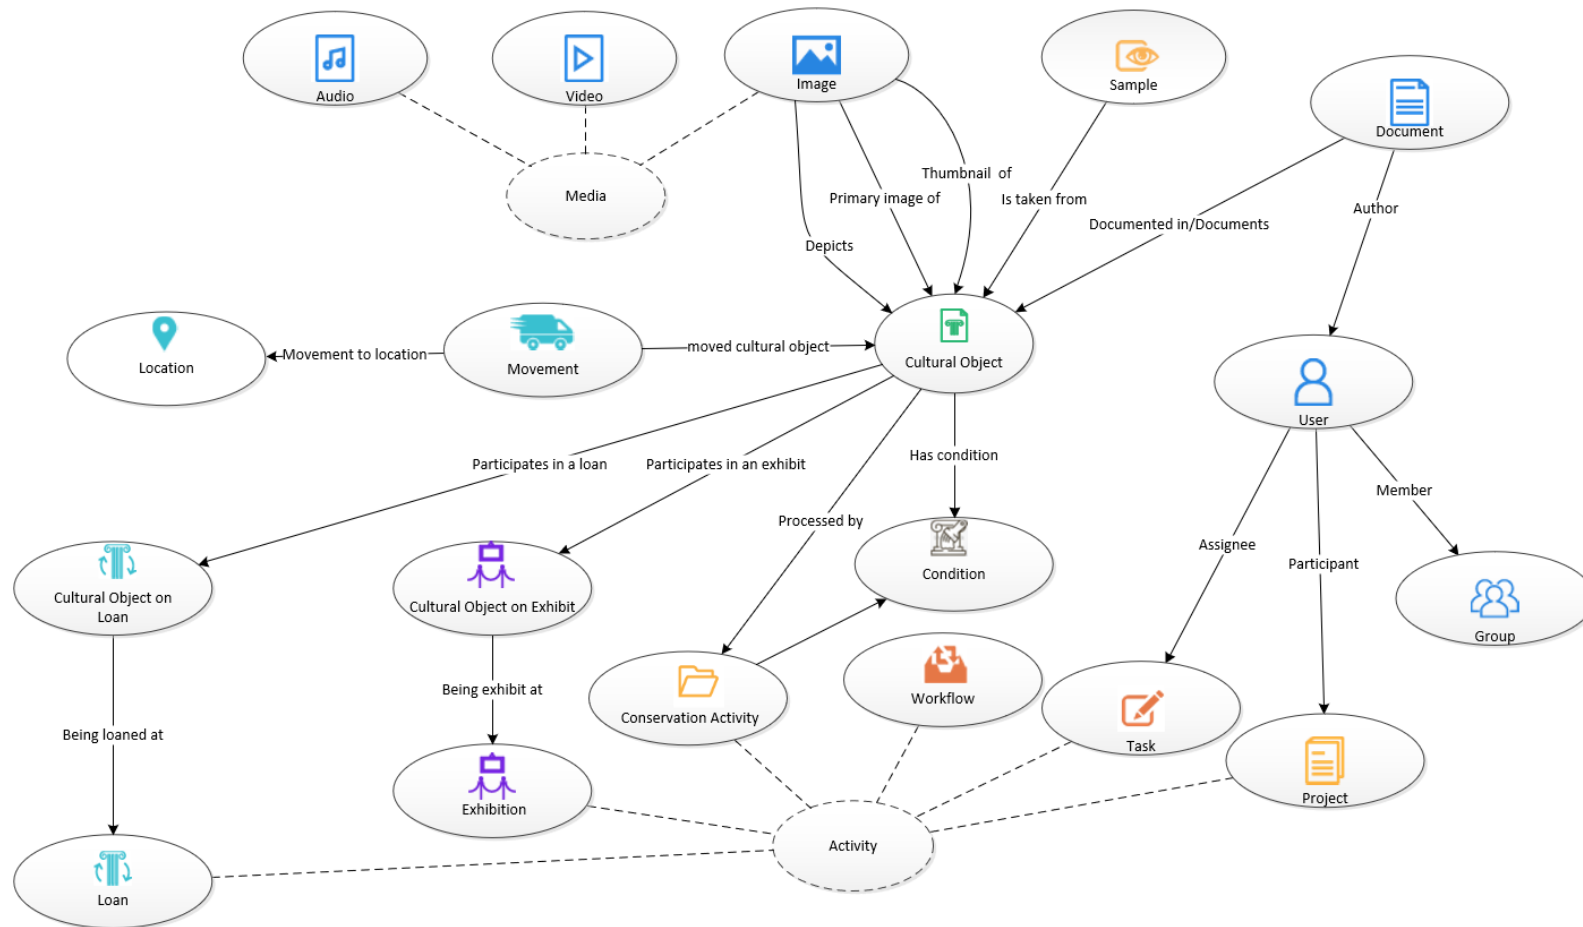 Audio
Video
Image
Sample
Document
Media
Thumbnail of
Primary image of
Is taken from
Depicts
Documented in/Documents
Author
Location
Movement to location
Movement
moved cultural object
Cultural Object
User
Participates in a loan
Participates in an exhibit
Has condition
Processed by
Member
Assignee
Participant
Cultural Object on
Loan
Cultural Object on Exhibit
Condition
Group
Being loaned at
Being exhibit at
Conservation Activity
Workflow
Task
Project
Exhibition
Activity
Loan